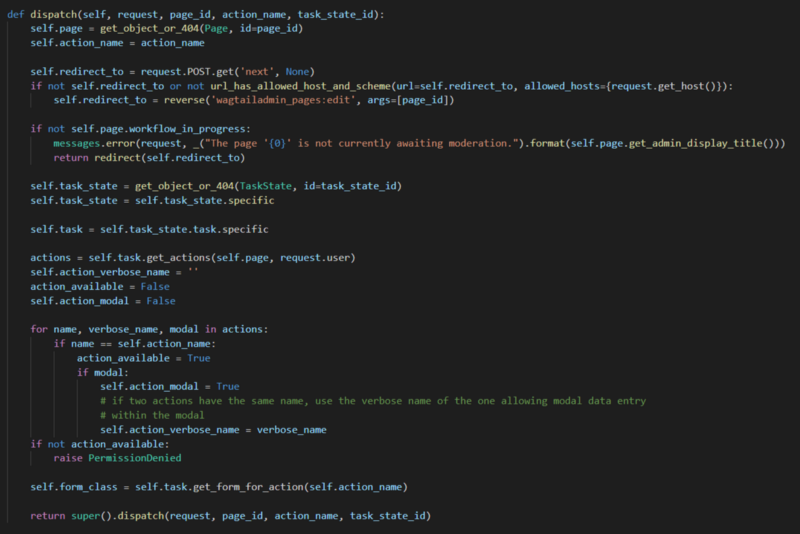 def dispatch(self, request, page_id, action_name, task_state_id):
    self.page = get_object_or_404(Page, id=page_id)
    self.action_name = action_name

    self.redirect_to = request.POST.get('next', None)
    if not self.redirect_to or not url_has_allowed_host_and_scheme(url=self.redirect_to, allowed_hosts={request.get_host()}):
        self.redirect_to = reverse('wagtailadmin_pages:edit', args=[page_id])

    if not self.page.workflow_in_progress:
        messages.error(request, _("The page '{0}' is not currently awaiting moderation.").format(self.page.get_admin_display_title()))
        return redirect(self.redirect_to)

    self.task_state = get_object_or_404(TaskState, id=task_state_id)
    self.task_state = self.task_state.specific

    self.task = self.task_state.task.specific

    actions = self.task.get_actions(self.page, request.user)
    self.action_verbose_name = ''
    action_available = False
    self.action_modal = False

    for name, verbose_name, modal in actions:
        if name == self.action_name:
            action_available = True
            if modal:
                self.action_modal = True
                # if two actions have the same name, use the verbose name of the one allowing modal data entry
                # within the modal
                self.action_verbose_name = verbose_name
    if not action_available:
        raise PermissionDenied

    self.form_class = self.task.get_form_for_action(self.action_name)

    return super().dispatch(request, page_id, action_name, task_state_id)